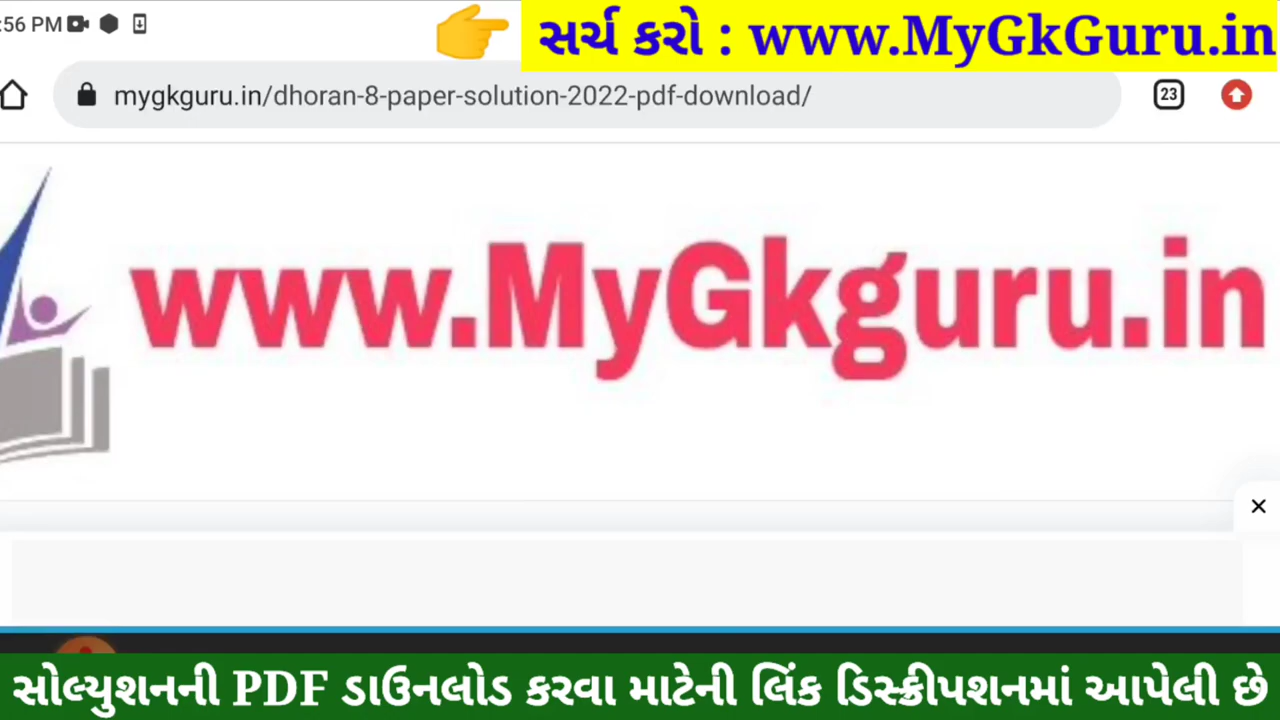 :56 PM
સર્ચ કરો : www.MyGkGuru.in
mygkguru.in/dhoran-8-paper-solution-2022-pdf-download/
23
www.MyGkguru.in
સોલ્યુશનની PDF ડાઉનલોડ કરવા માટેની લિંક ડિસ્ક્રીપશનમાં આપેલી છે